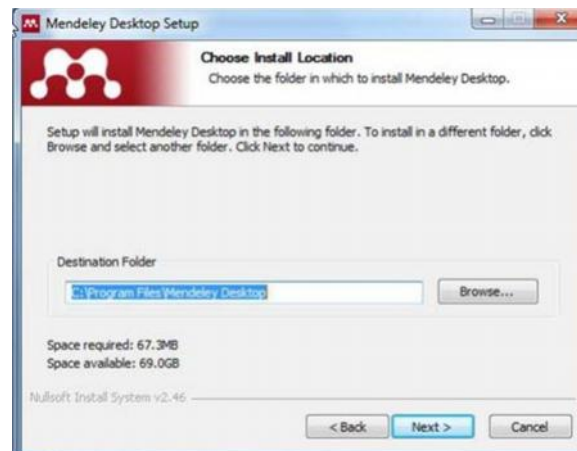 Mendeley Desktop Setup
Choose Install Location
Choose the folder in which to install Mendeley Desktop.
Setup will install Mendeley Desktop in the following folder. To install in a different folder, click
Browse and select another folder. Click Next to continue.
Destination Folder
C:\Program Files\Mendeley Desktop
Browse...
Space required: 67.3MB
Space available: 69.0GB
Nullsoft Install System v2.46
< Back
Next >
Cancel